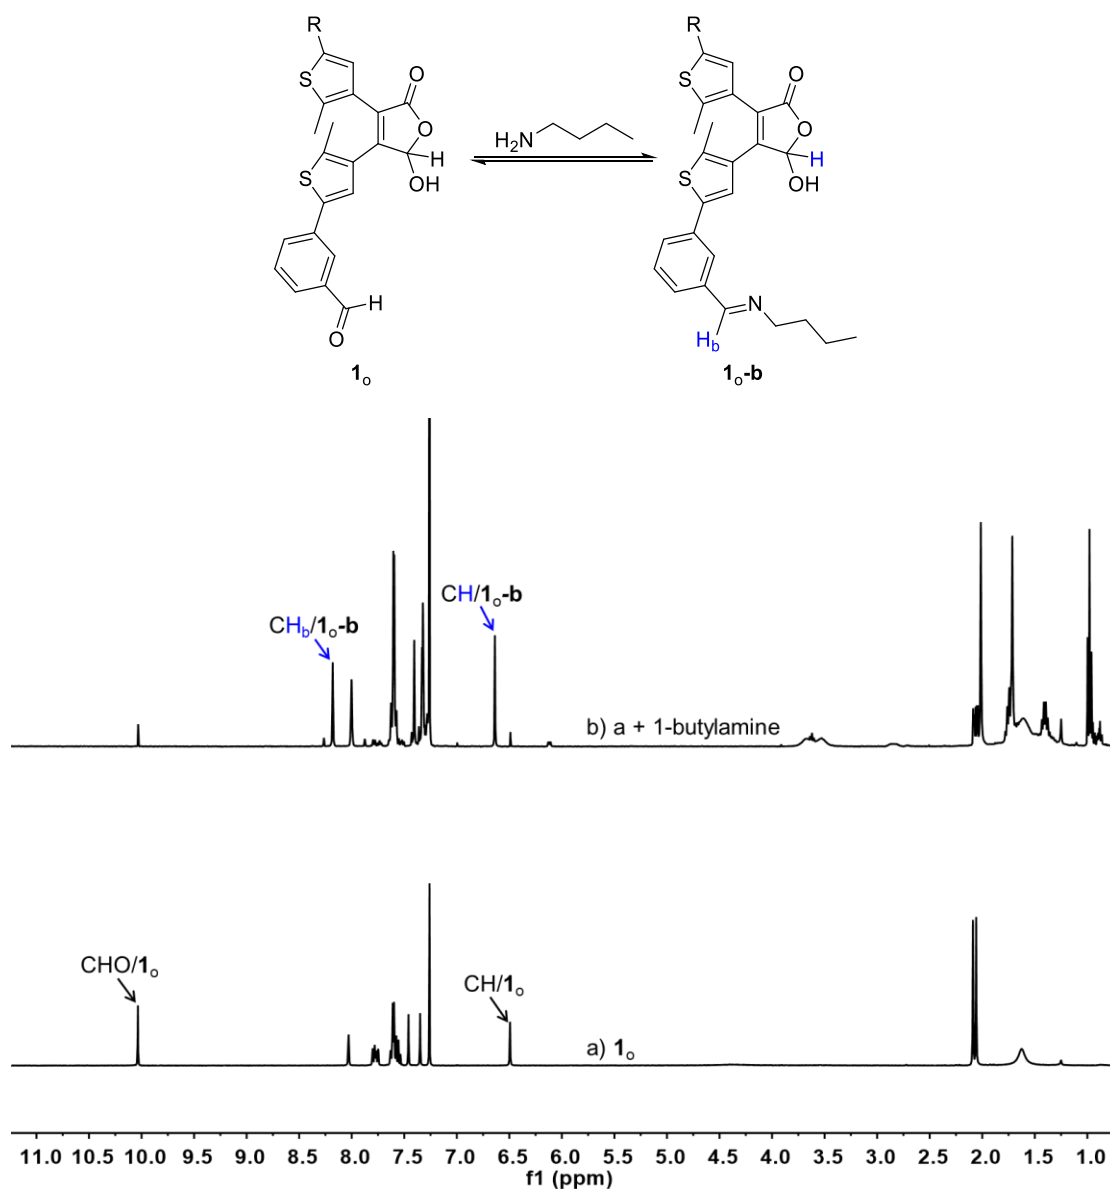 R
S
O
O
H
OH
S
H
O
1o
H2N
R
S
O
O
H
OH
S
N
Hb
1o-b
CHb/1o-b
CH/1o-b
b) a + 1-butylamine
CHO/1o
CH/1o
a) 1o
11.0 10.5 10.0 9.5 9.0 8.5 8.0 7.5 7.0 6.5 6.0 5.5 5.0 4.5 4.0 3.5 3.0 2.5 2.0 1.5 1.0
f1 (ppm)